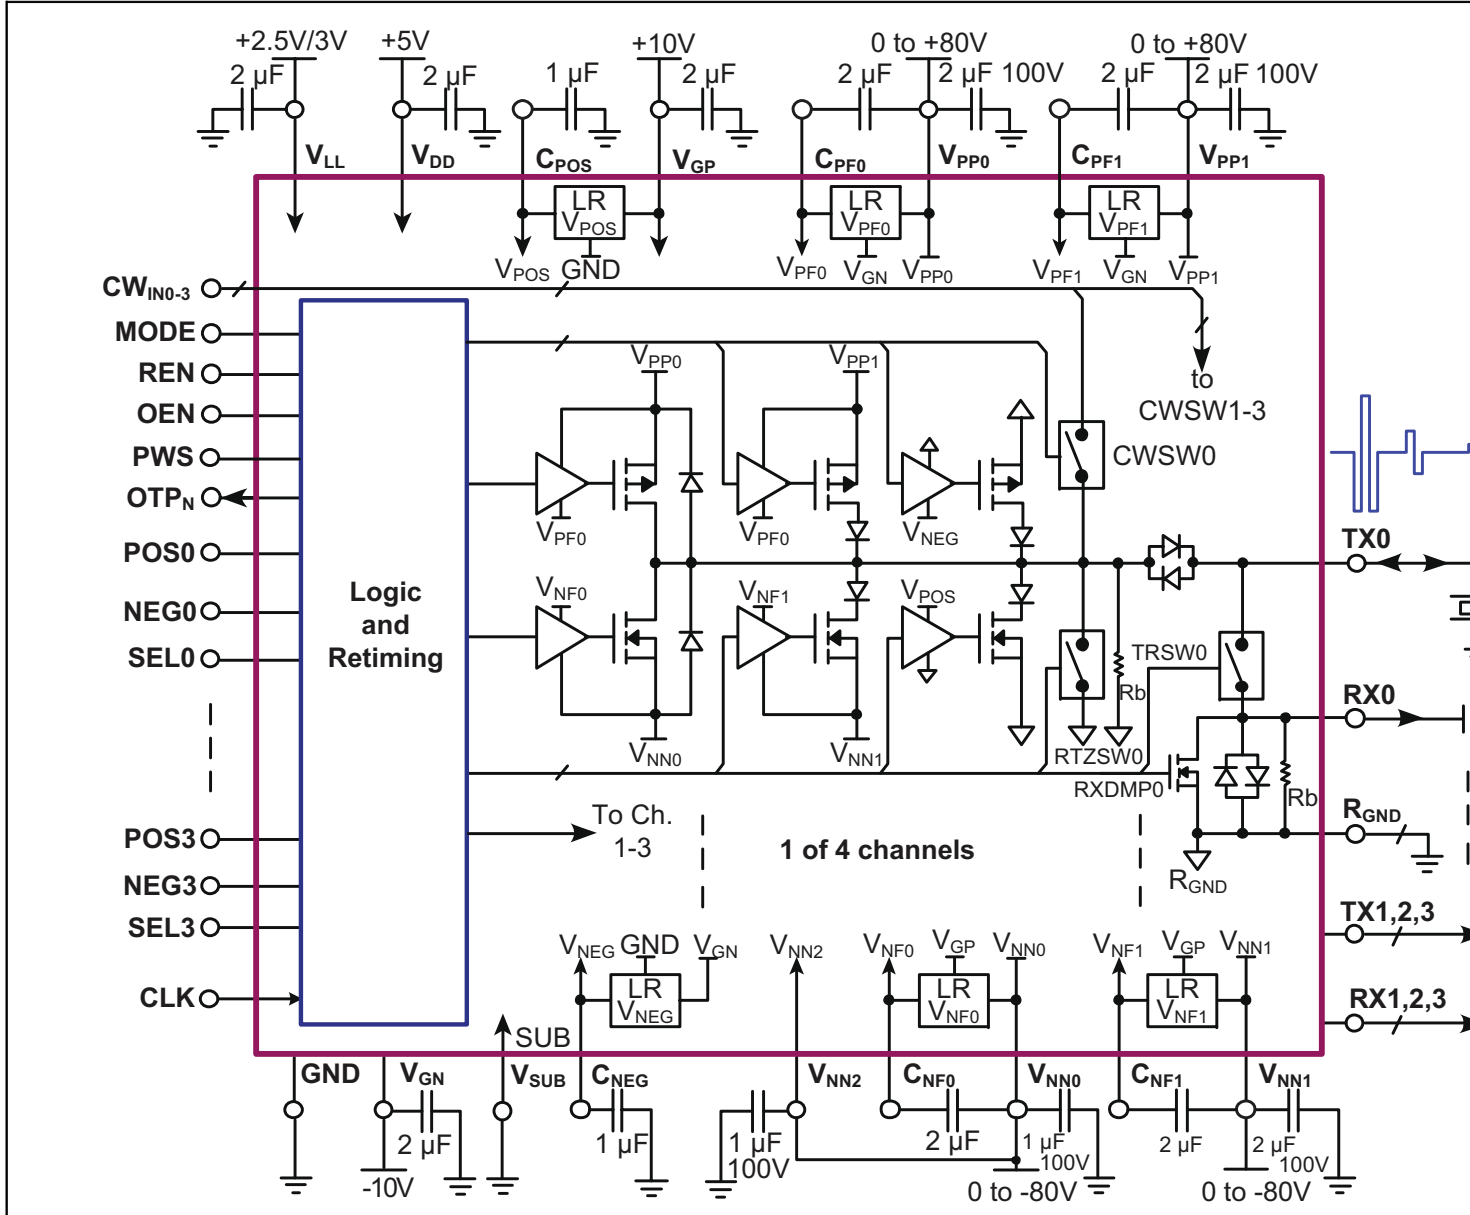 +2.5V/3V +5V +10V 0 to +80V 0 to +80V
2 µF 2 µF 1 µF 2 µF 2 µF 2 µF 100V 2 µF 2 µF 100V
VLL VDD CPOS VGP CPF0 VPP0 CPF1 VPP1
LR LR LR
VPOS VPF0 VPF1
VPOS GND VPF0 VGN VPP0 VPF1 VGN VPP1
CWIN0-3
MODE
REN
OEN
PWS
OTPN
POS0
NEG0
SEL0
POS3
NEG3
SEL3
CLK
Logic
and
Retiming
VPP0 VPP1
to
CWSW1-3
CWSW0
VPF0 VPF0 VNEG
TX0
VNF0 VNF1 VPOS
TRSW0
Rb
RX0
VNN0 VNN1 RTZSW0
RXDMP0 Rb
To Ch.
1-3
1 of 4 channels
RGND
RGND
TX1,2,3
RX1,2,3
VNEG GND VGN VNN2 VNF0 VGP VNN0 VNF1 VGP VNN1
LR LR LR
VNEG VNF0 VNF1
SUB
GND VGN VSUB CNEG VNN2 CNF0 VNN0 CNF1 VNN1
2 µF 1 µF 1 µF 2 µF 1 µF 2 µF 2 µF
100V 100V 100V
-10V 0 to -80V 0 to -80V